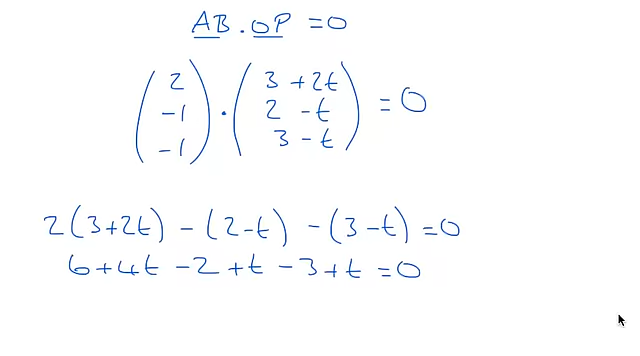 AB . OP = 0
2 3 + 2t
-1 . 2 - t = 0
-1 3 - t
2(3+2t) - (2-t) - (3-t) = 0
6+4t -2 +t -3 +t = 0